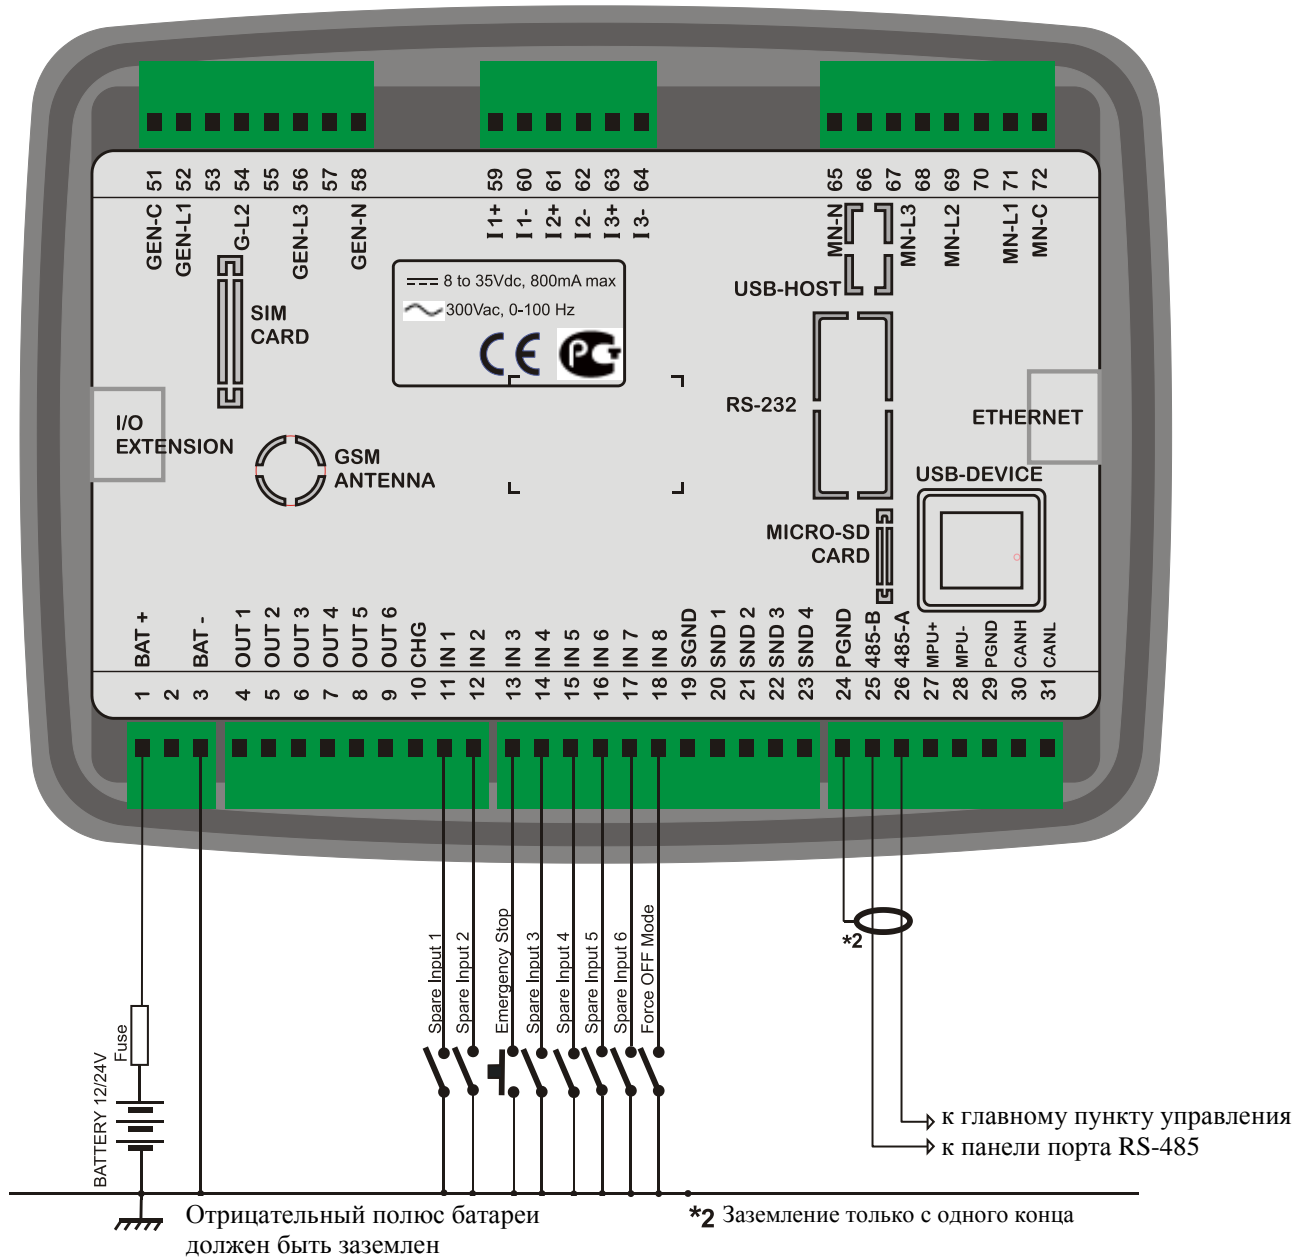 51 52 53 54 55 56 57 58 59 60 61 62 63 64 65 66 67 68 69 70 71 72
GEN-C GEN-L1 G-L2 GEN-L3 GEN-N I1+ I1- I2+ I2- I3+ I3- MN-N MN-L3 MN-L2 MN-L1 MN-C
8 to 35Vdc, 800mA max
300Vac, 0-100 Hz
CE PCT
SIM
CARD
USB-HOST
RS-232
I/O
EXTENSION
GSM
ANTENNA
ETHERNET
USB-DEVICE
MICRO-SD
CARD
BAT + BAT - OUT 1 OUT 2 OUT 3 OUT 4 OUT 5 OUT 6 CHG IN 1 IN 2 IN 3 IN 4 IN 5 IN 6 IN 7 IN 8 SGND SND 1 SND 2 SND 3 SND 4 PGND 485-B 485-A MPU+ MPU- PGND CANH CANL
1 2 3 4 5 6 7 8 9 10 11 12 13 14 15 16 17 18 19 20 21 22 23 24 25 26 27 28 29 30 31
Spare Input 1
Spare Input 2
Emergency Stop
Spare Input 3
Spare Input 4
Spare Input 5
Spare Input 6
Force OFF Mode
*2
Fuse
BATTERY 12/24V
к главному пункту управления
к панели порта RS-485
Отрицательный полюс батареи
должен быть заземлен
*2 Заземление только с одного конца